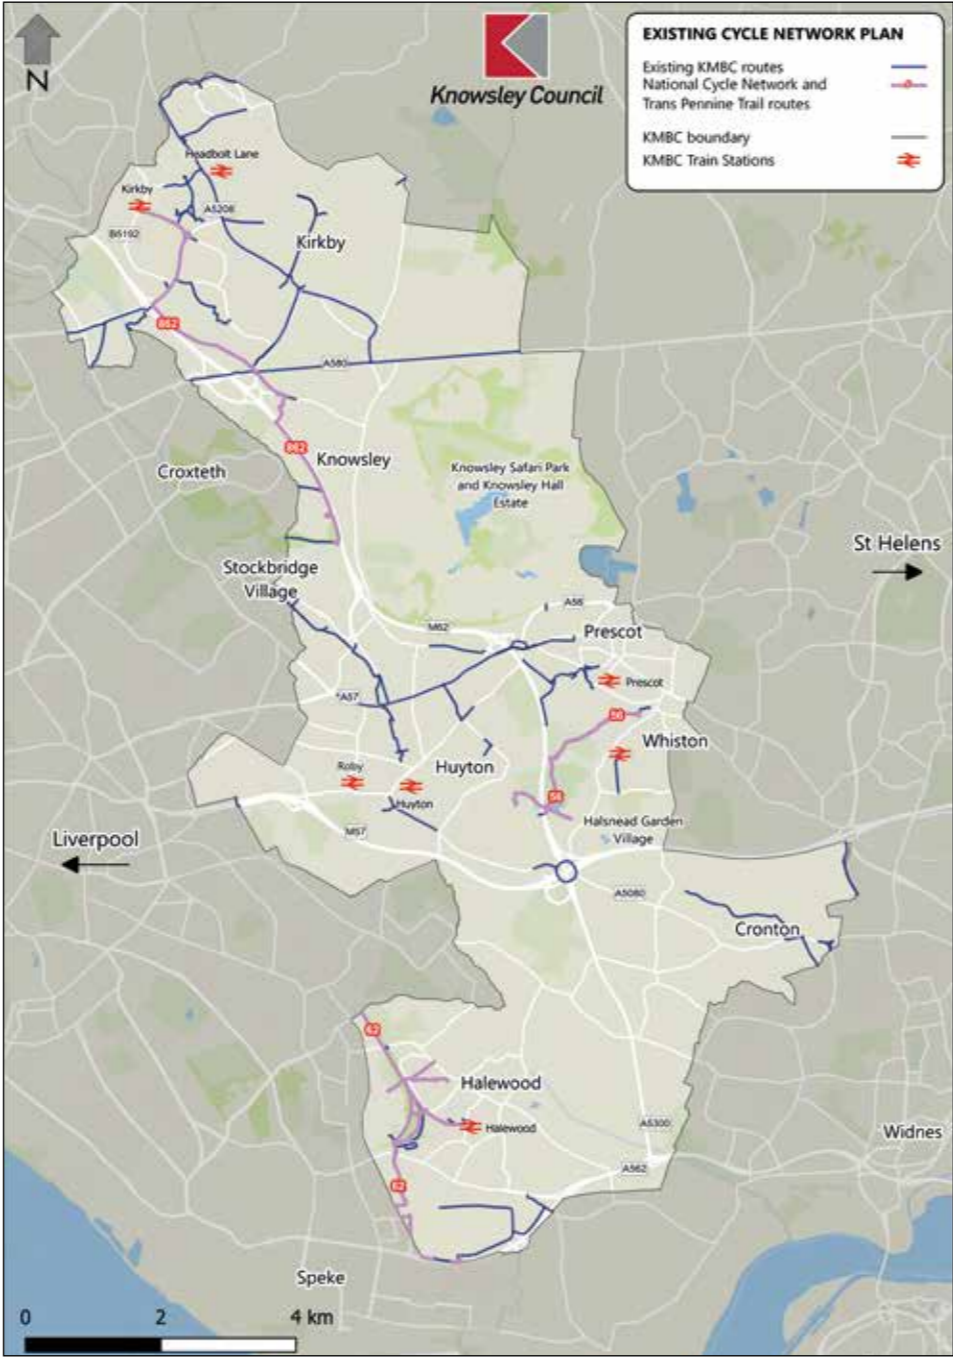 EXISTING CYCLE NETWORK PLAN
Existing KMBC routes
National Cycle Network and
Trans Pennine Trail routes
KMBC boundary
KMBC Train Stations
N
Knowsley Council
Headbolt Lane
Kirkby
A5208
B5192
Kirkby
862
A580
862
Knowsley
Croxteth
Knowsley Safari Park
and Knowsley Hall
Estate
St Helens
Stockbridge
Village
A58
M62
Prescot
Prescot
"A57
56
Whiston
Huyton
Roby
Huyton
56
Halsnead Garden
Village
M57
Liverpool
A5080
Cronton
62
Halewood
Halewood
A5300
Widnes
A562
62
Speke
0 2 4 km